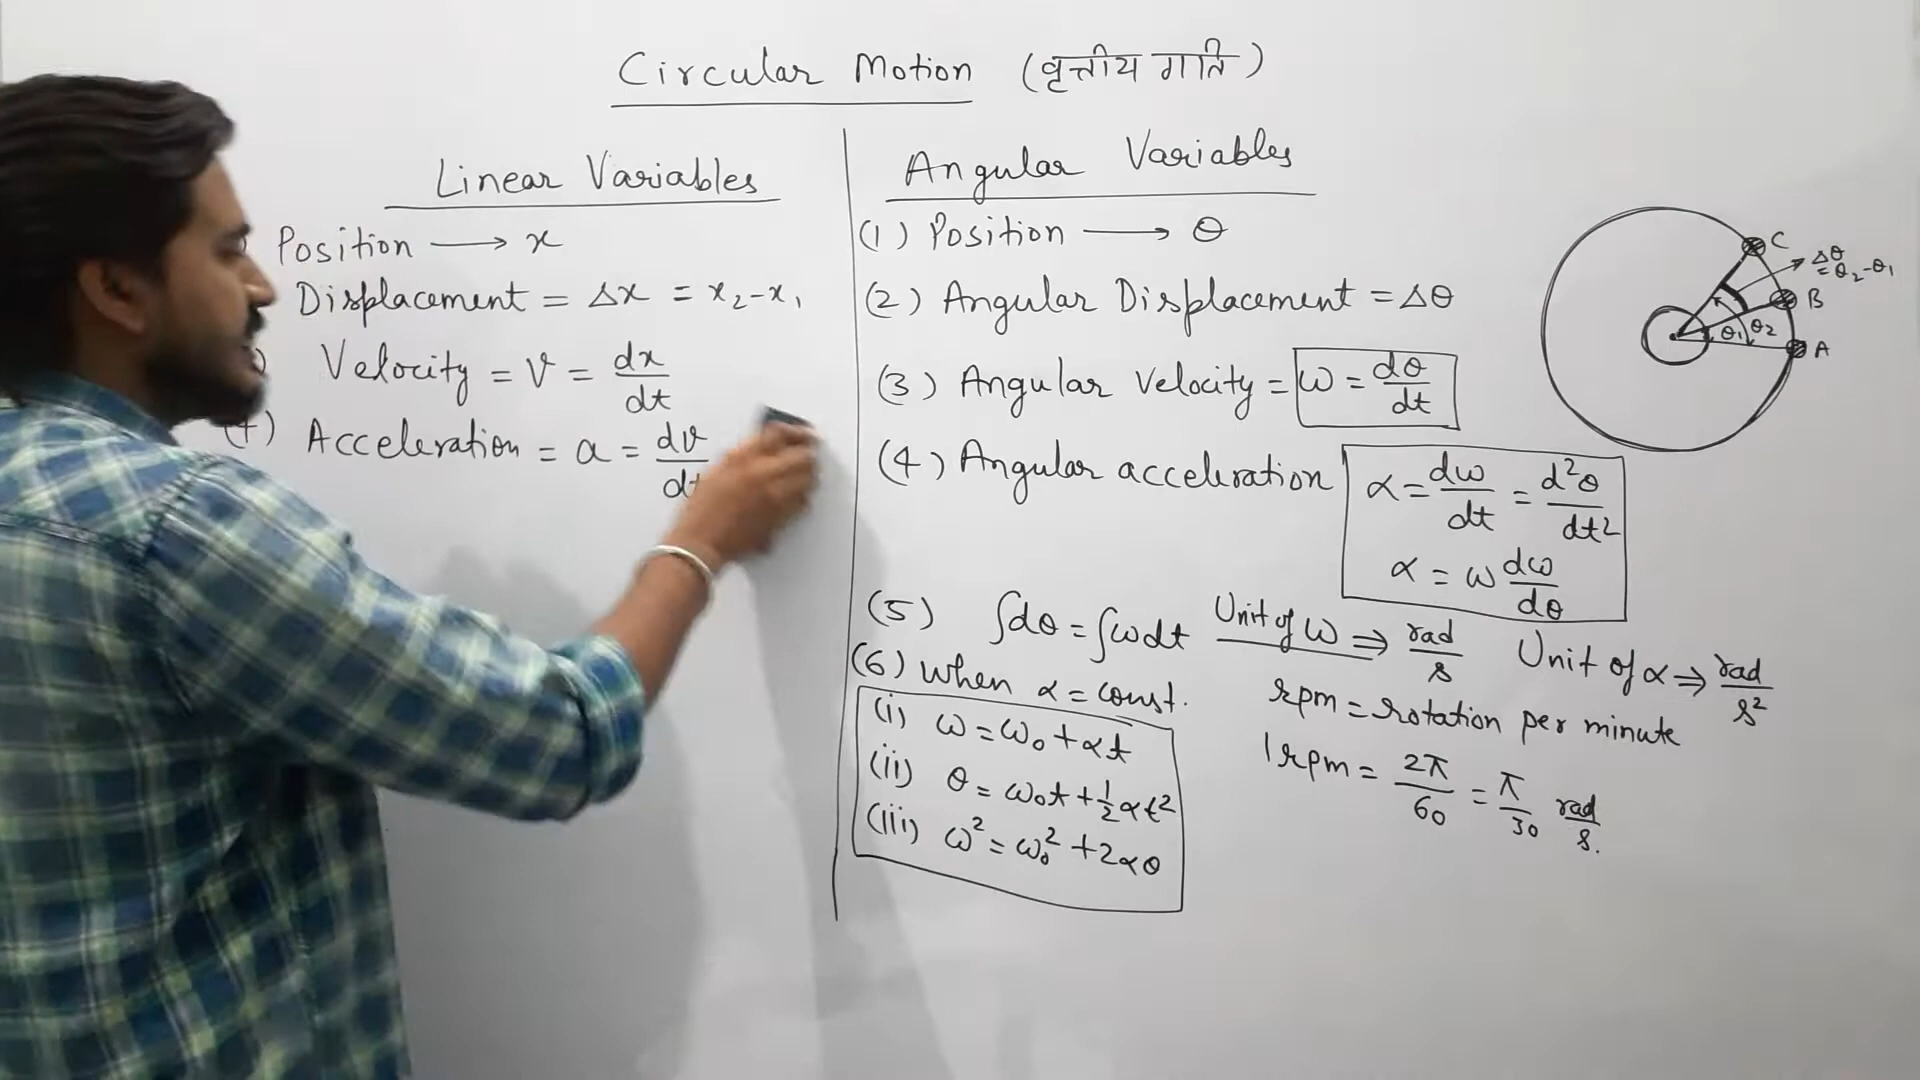 Circular Motion (वृत्तीय गति)
Linear Variables
Position → x
Displacement = Δx = x₂-x₁
Velocity = v = dx/dt
Acceleration = a = dv/dt
Angular Variables
(1) Position → θ
(2) Angular Displacement = Δθ
(3) Angular Velocity = ω = dθ/dt
(4) Angular acceleration α = dω/dt = d²θ/dt²
α = ω dω/dθ
(5) ∫dθ = ∫ωdt
Unit of ω ⇒ rad/s
Unit of α ⇒ rad/s²
(6) When α = const.
(i) ω = ω₀ + αt
(ii) θ = ω₀t + 1/2 αt²
(iii) ω² = ω₀² + 2αθ
rpm = rotation per minute
1 rpm = 2π/60 = π/30 rad/s.
C
Δθ
= θ₂-θ₁
B
θ₁ θ₂
A